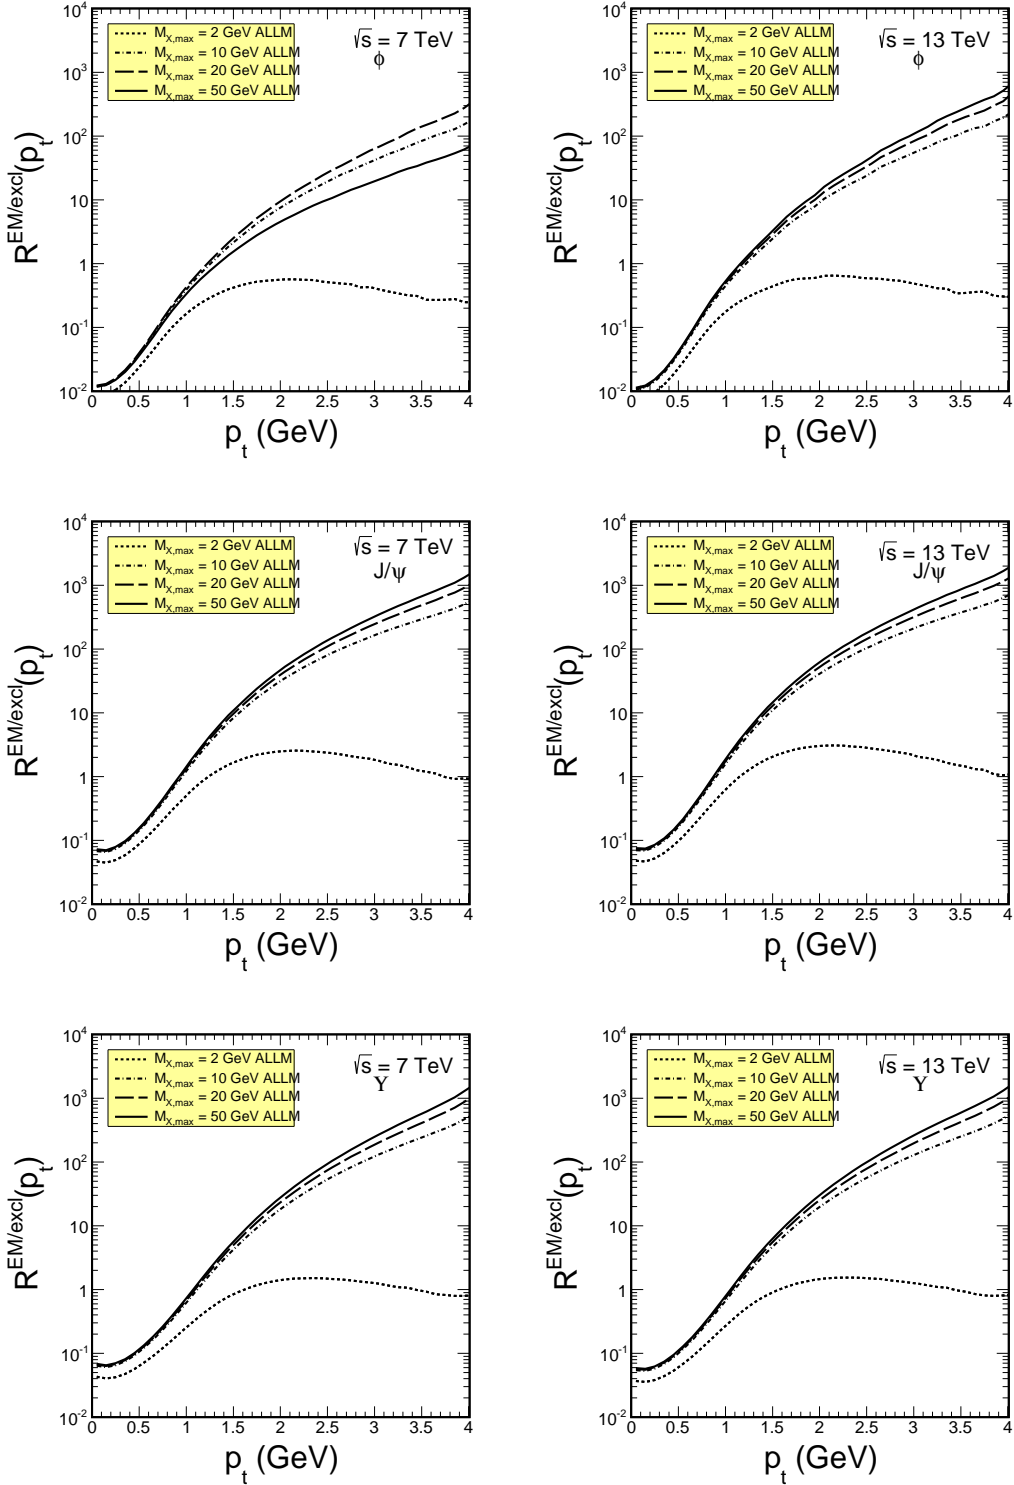 M_X,max = 2 GeV ALLM
M_X,max = 10 GeV ALLM
M_X,max = 20 GeV ALLM
M_X,max = 50 GeV ALLM
√s = 7 TeV
ϕ
R^EM/excl(p_t)
10^4
10^3
10^2
10
1
10^-1
10^-2
0 0.5 1 1.5 2 2.5 3 3.5 4
p_t (GeV)
M_X,max = 2 GeV ALLM
M_X,max = 10 GeV ALLM
M_X,max = 20 GeV ALLM
M_X,max = 50 GeV ALLM
√s = 13 TeV
ϕ
R^EM/excl(p_t)
10^4
10^3
10^2
10
1
10^-1
10^-2
0 0.5 1 1.5 2 2.5 3 3.5 4
p_t (GeV)
M_X,max = 2 GeV ALLM
M_X,max = 10 GeV ALLM
M_X,max = 20 GeV ALLM
M_X,max = 50 GeV ALLM
√s = 7 TeV
J/ψ
R^EM/excl(p_t)
10^4
10^3
10^2
10
1
10^-1
10^-2
0 0.5 1 1.5 2 2.5 3 3.5 4
p_t (GeV)
M_X,max = 2 GeV ALLM
M_X,max = 10 GeV ALLM
M_X,max = 20 GeV ALLM
M_X,max = 50 GeV ALLM
√s = 13 TeV
J/ψ
R^EM/excl(p_t)
10^4
10^3
10^2
10
1
10^-1
10^-2
0 0.5 1 1.5 2 2.5 3 3.5 4
p_t (GeV)
M_X,max = 2 GeV ALLM
M_X,max = 10 GeV ALLM
M_X,max = 20 GeV ALLM
M_X,max = 50 GeV ALLM
√s = 7 TeV
Υ
R^EM/excl(p_t)
10^4
10^3
10^2
10
1
10^-1
10^-2
0 0.5 1 1.5 2 2.5 3 3.5 4
p_t (GeV)
M_X,max = 2 GeV ALLM
M_X,max = 10 GeV ALLM
M_X,max = 20 GeV ALLM
M_X,max = 50 GeV ALLM
√s = 13 TeV
Υ
R^EM/excl(p_t)
10^4
10^3
10^2
10
1
10^-1
10^-2
0 0.5 1 1.5 2 2.5 3 3.5 4
p_t (GeV)